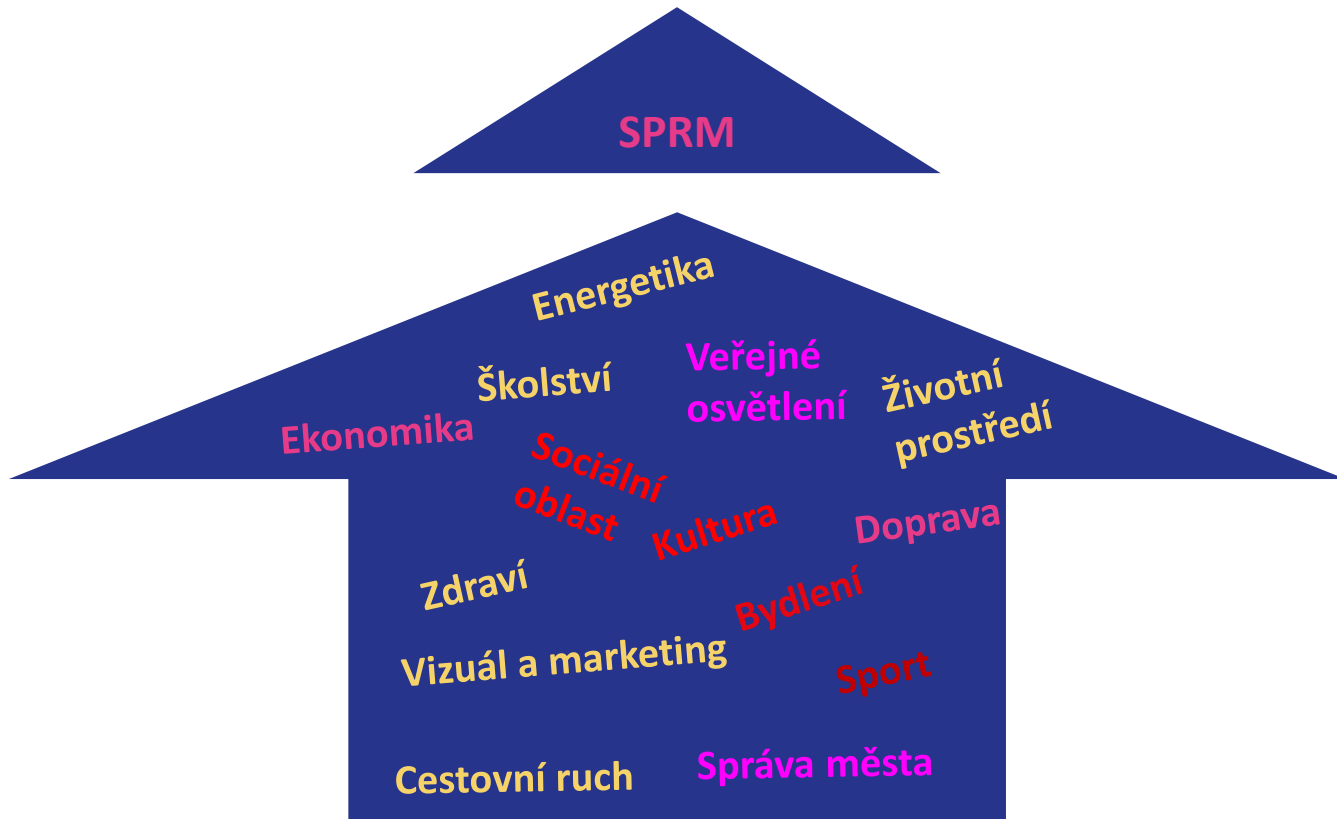 SPRM
Energetika
Školství
Veřejné
osvětlení
Životní
prostředí
Ekonomika
Sociální
oblast
Kultura
Doprava
Zdraví
Bydlení
Vizuál a marketing
Sport
Cestovní ruch
Správa města